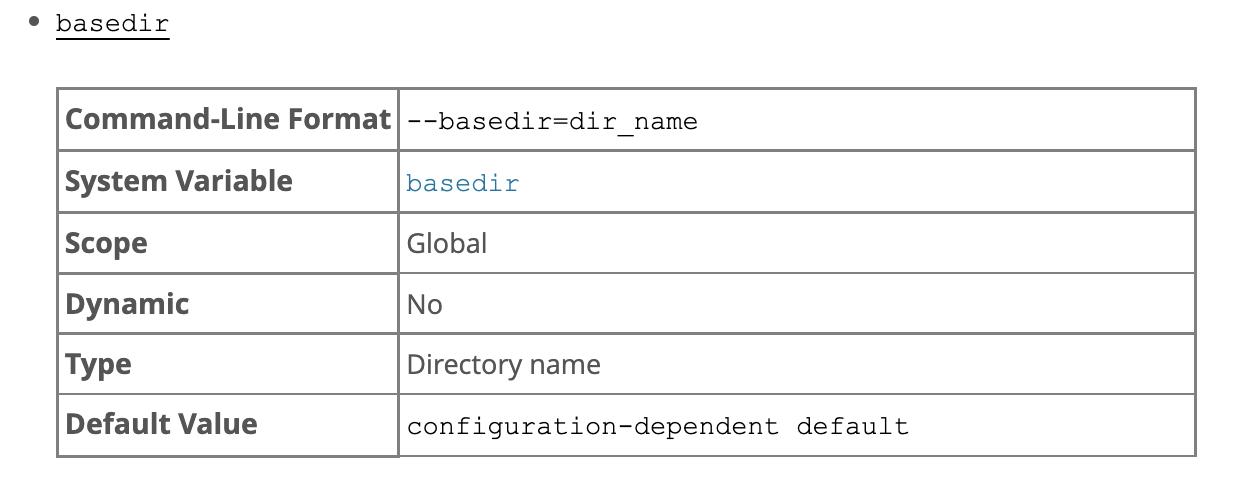 basedir
Command-Line Format --basedir=dir_name
System Variable basedir
Scope Global
Dynamic No
Type Directory name
Default Value configuration-dependent default